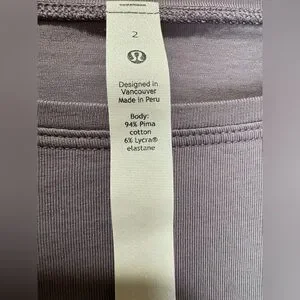 2
Designed in
Vancouver
Made in Peru
Body:
94% Pima
cotton
6% Lycra®
elastane